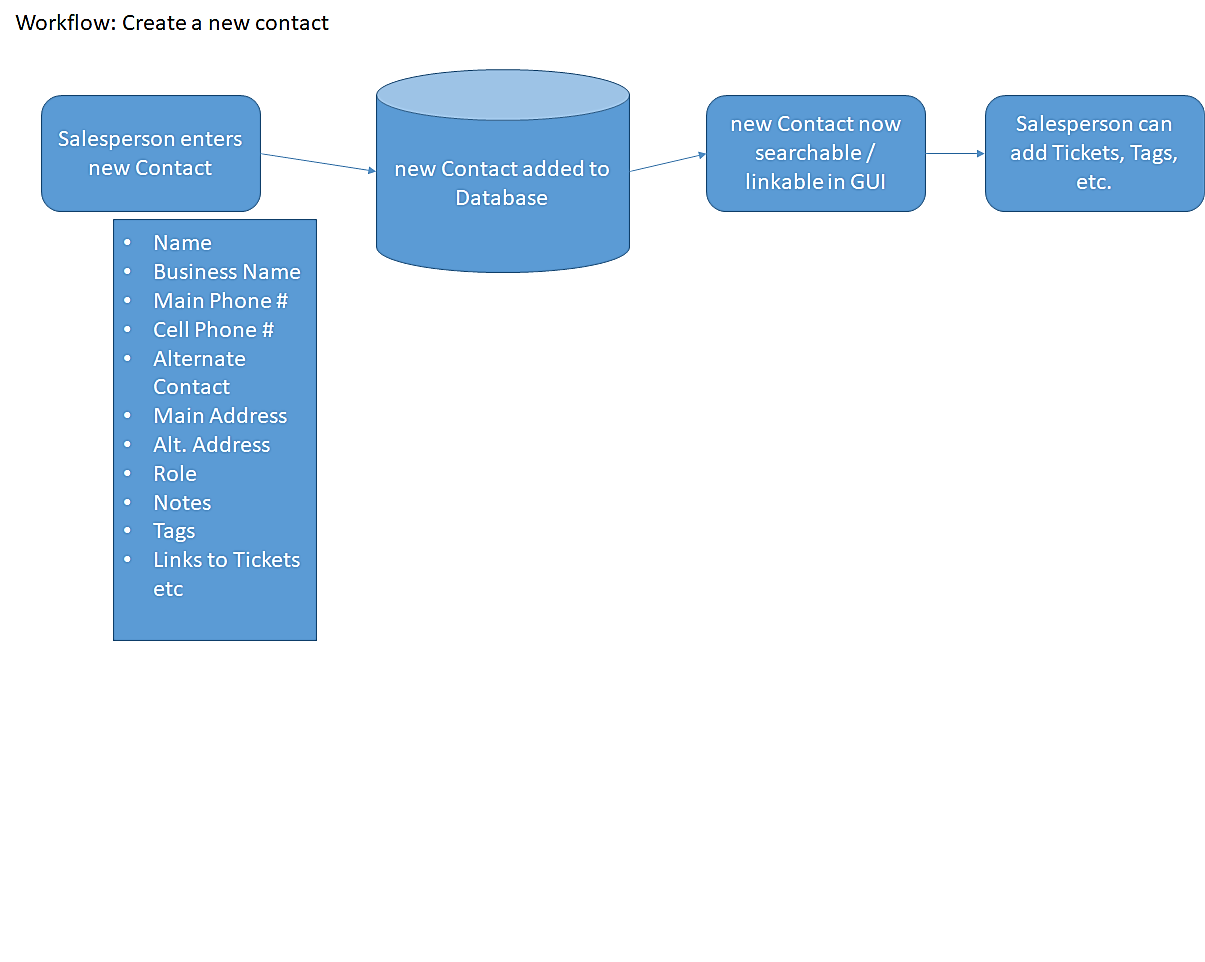 Workflow: Create a new contact
Salesperson enters
new Contact
new Contact added to
Database
new Contact now
searchable /
linkable in GUI
Salesperson can
add Tickets, Tags,
etc.
• Name
• Business Name
• Main Phone #
• Cell Phone #
• Alternate
Contact
• Main Address
• Alt. Address
• Role
• Notes
• Tags
• Links to Tickets
etc